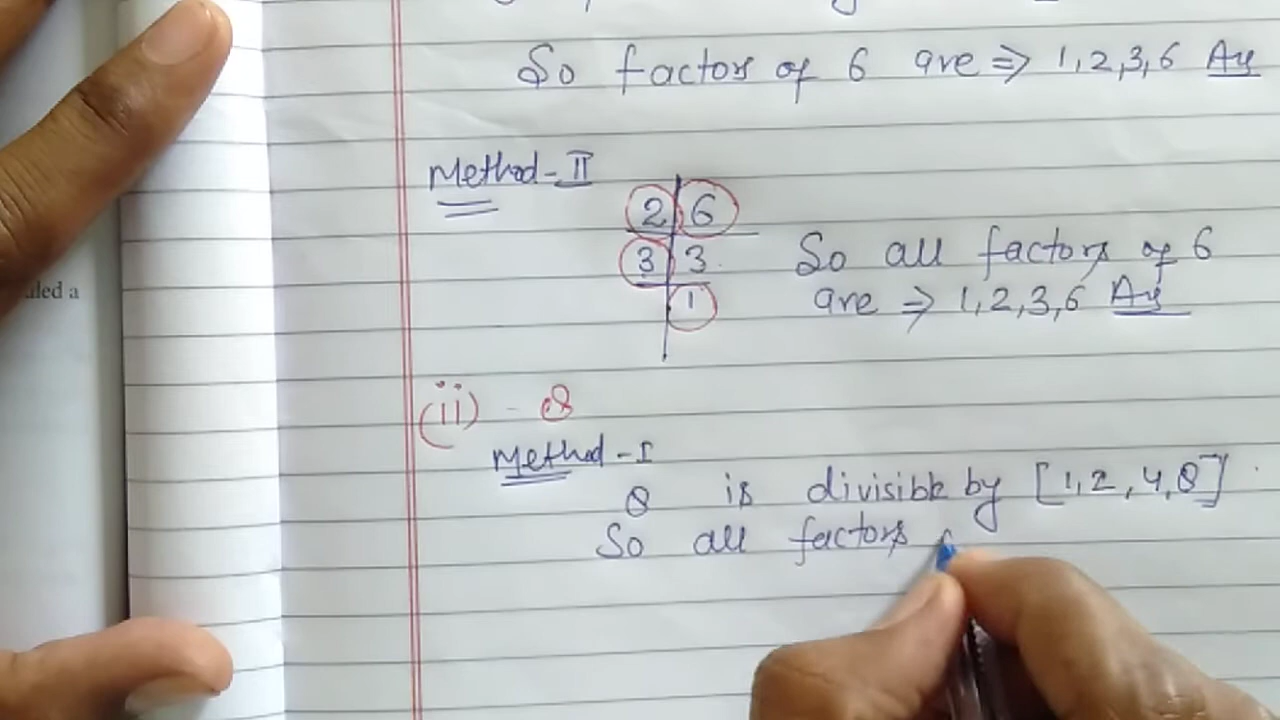 So factors of 6 are ⇒ 1,2,3,6 Ans
Method-II
2 6
3 3
1
So all factors of 6
are ⇒ 1,2,3,6 Ans
(ii) - 8
Method-I
8 is divisible by [1,2,4,8]
So all factors
aled a